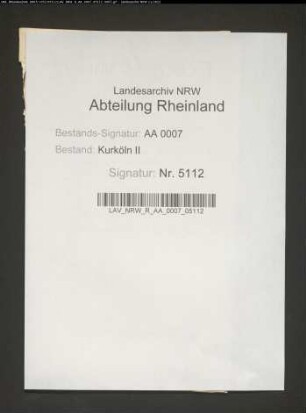 Landesarchiv NRW
Abteilung Rheinland
Bestands-Signatur: AA 0007
Bestand: Kurköln II
Signatur: Nr. 5112
LAV_NRW_R_AA_0007_05112